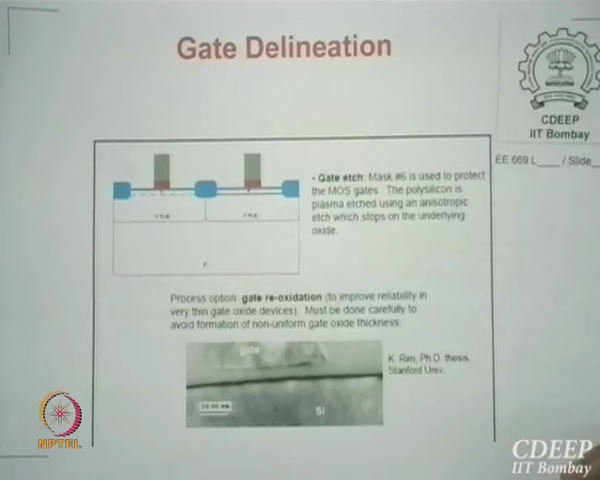 Gate Delineation
CDEEP
IIT Bombay
EE 669 L____ / Slide__
- Gate etch: Mask #6 is used to protect
the MOS gates. The polysilicon is
plasma etched using an anisotropic
etch which stops on the underlying
oxide.
P
Process option: gate re-oxidation (to improve reliability in
very thin gate oxide devices). Must be done carefully to
avoid formation of non-uniform gate oxide thickness.
K. Rim, Ph.D. thesis,
Stanford Univ.
Si
NPTEL
CDEEP
IIT Bombay